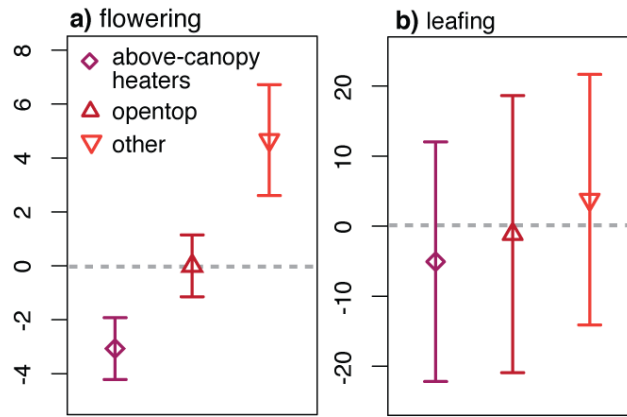 a) flowering
8
6
4
2
0
-2
-4
above-canopy
heaters
opentop
other
b) leafing
20
10
0
-10
-20